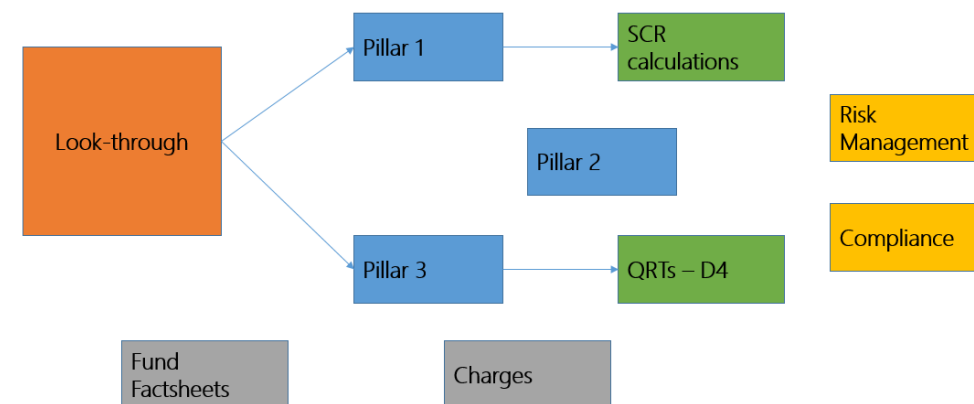 Look-through
Pillar 1
SCR
calculations
Pillar 2
Risk
Management
Compliance
Pillar 3
QRTs – D4
Fund
Factsheets
Charges